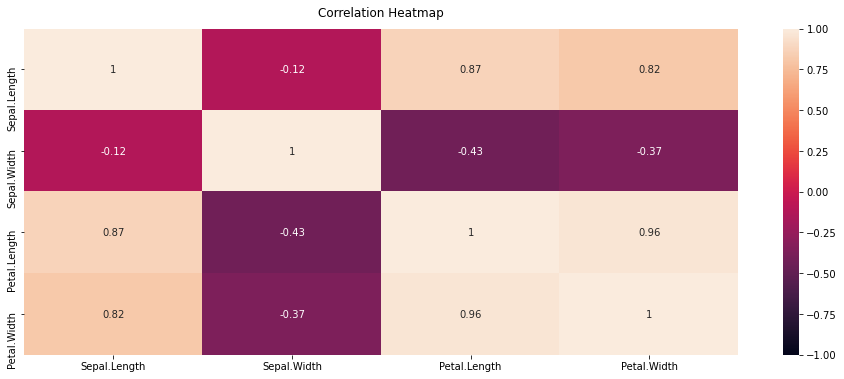 Correlation Heatmap
Sepal.Length
1
-0.12
0.87
0.82
Sepal.Width
-0.12
1
-0.43
-0.37
Petal.Length
0.87
-0.43
1
0.96
Petal.Width
0.82
-0.37
0.96
1
Sepal.Length
Sepal.Width
Petal.Length
Petal.Width
1.00
0.75
0.50
0.25
0.00
−0.25
−0.50
−0.75
−1.00